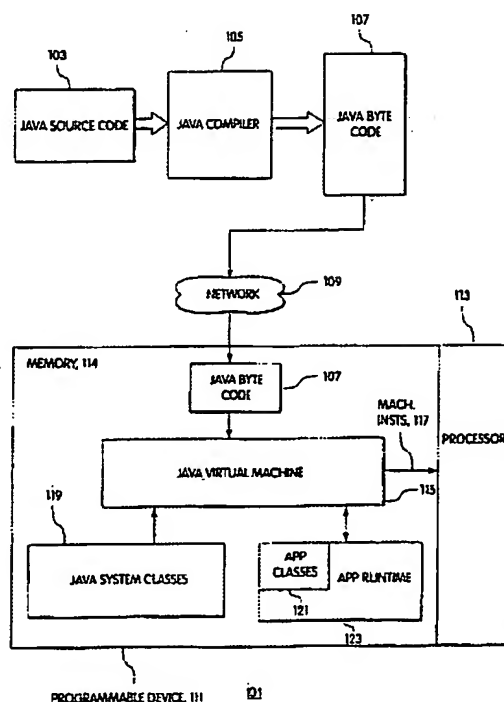 103
105
107
JAVA SOURCE CODE
JAVA COMPILER
JAVA BYTE
CODE
NETWORK
109
113
MEMORY, 114
JAVA BYTE
CODE
107
MACH.
INSTS, 117
PROCESSOR
JAVA VIRTUAL MACHINE
115
119
JAVA SYSTEM CLASSES
APP
CLASSES
APP RUNTIME
121
123
PROGRAMMABLE DEVICE, 111
101